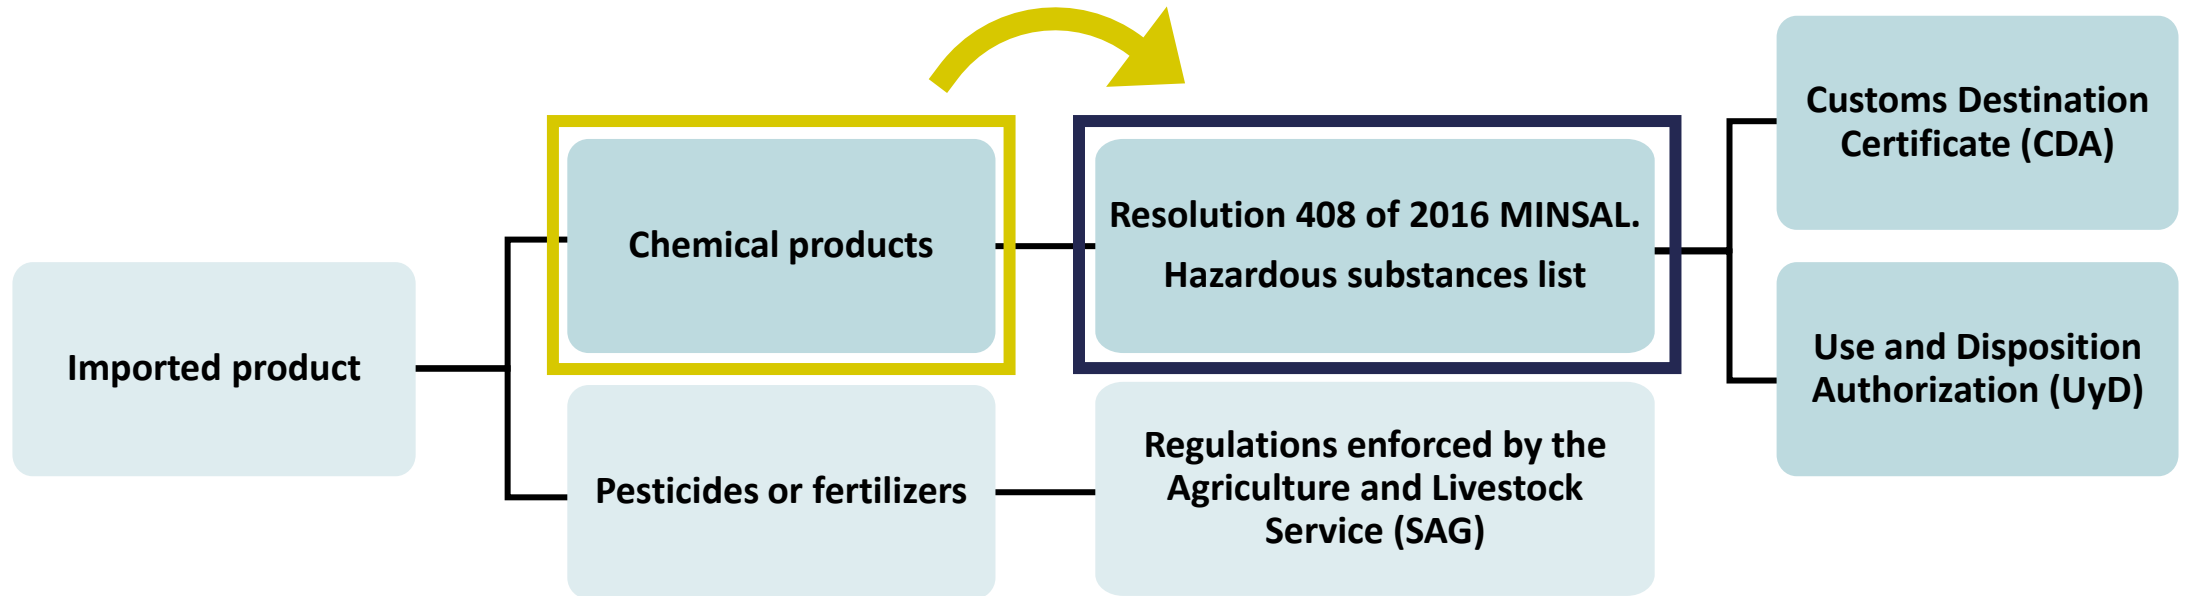 Imported product
Chemical products
Pesticides or fertilizers
Resolution 408 of 2016 MINSAL.
Hazardous substances list
Regulations enforced by the
Agriculture and Livestock
Service (SAG)
Customs Destination
Certificate (CDA)
Use and Disposition
Authorization (UyD)